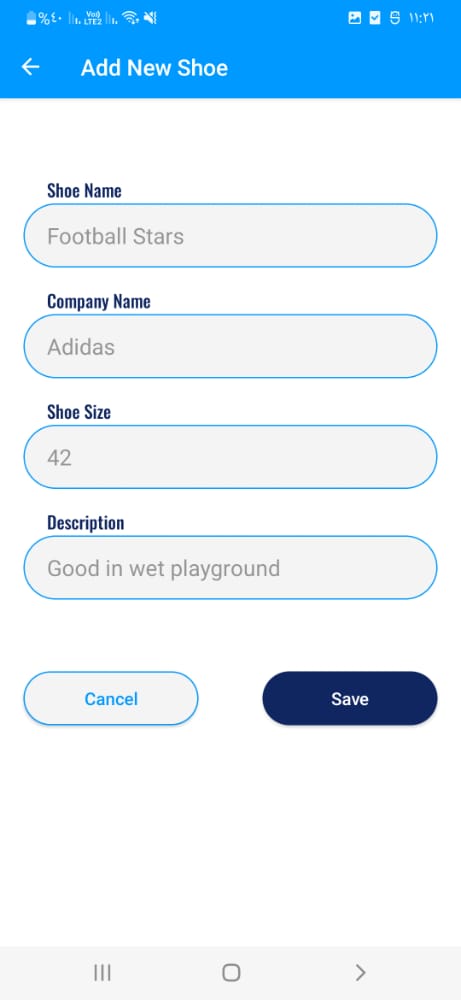 %٤٠ Vo) LTE2 ١١:٢١
Add New Shoe
Shoe Name
Football Stars
Company Name
Adidas
Shoe Size
42
Description
Good in wet playground
Cancel Save